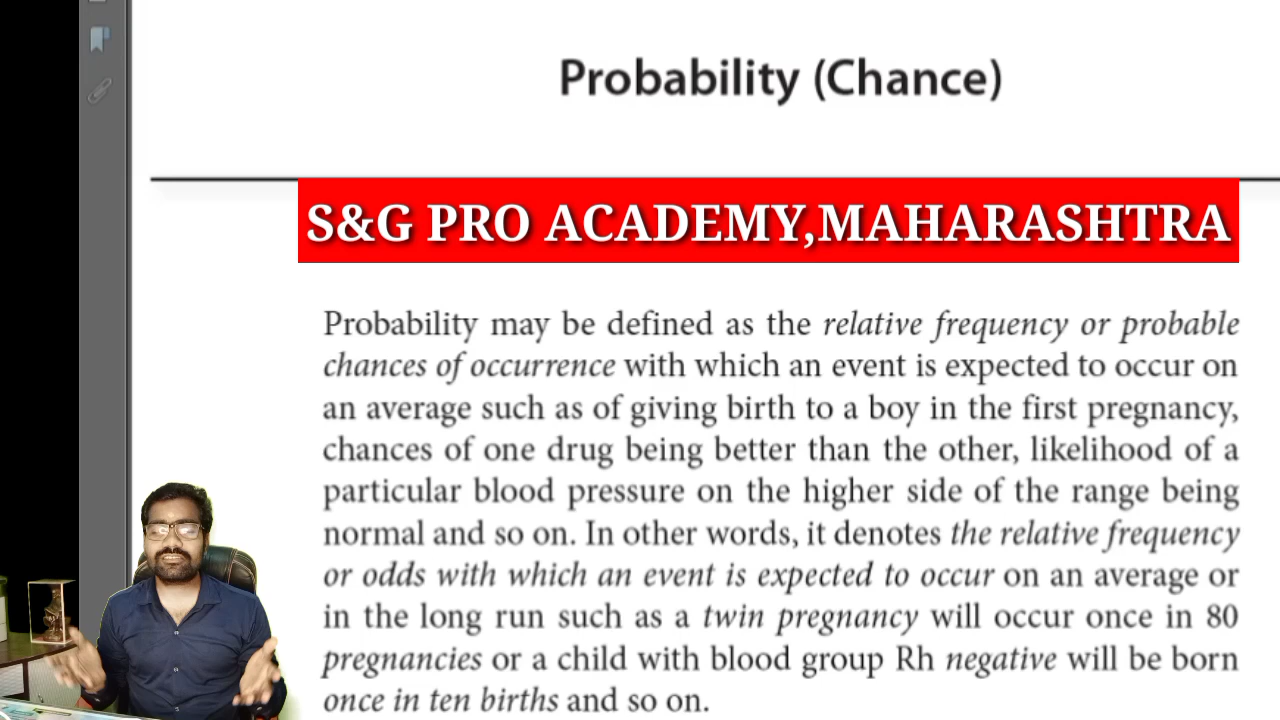 Probability (Chance)
S&G PRO ACADEMY,MAHARASHTRA
Probability may be defined as the relative frequency or probable
chances of occurrence with which an event is expected to occur on
an average such as of giving birth to a boy in the first pregnancy,
chances of one drug being better than the other, likelihood of a
particular blood pressure on the higher side of the range being
normal and so on. In other words, it denotes the relative frequency
or odds with which an event is expected to occur on an average or
in the long run such as a twin pregnancy will occur once in 80
pregnancies or a child with blood group Rh negative will be born
once in ten births and so on.